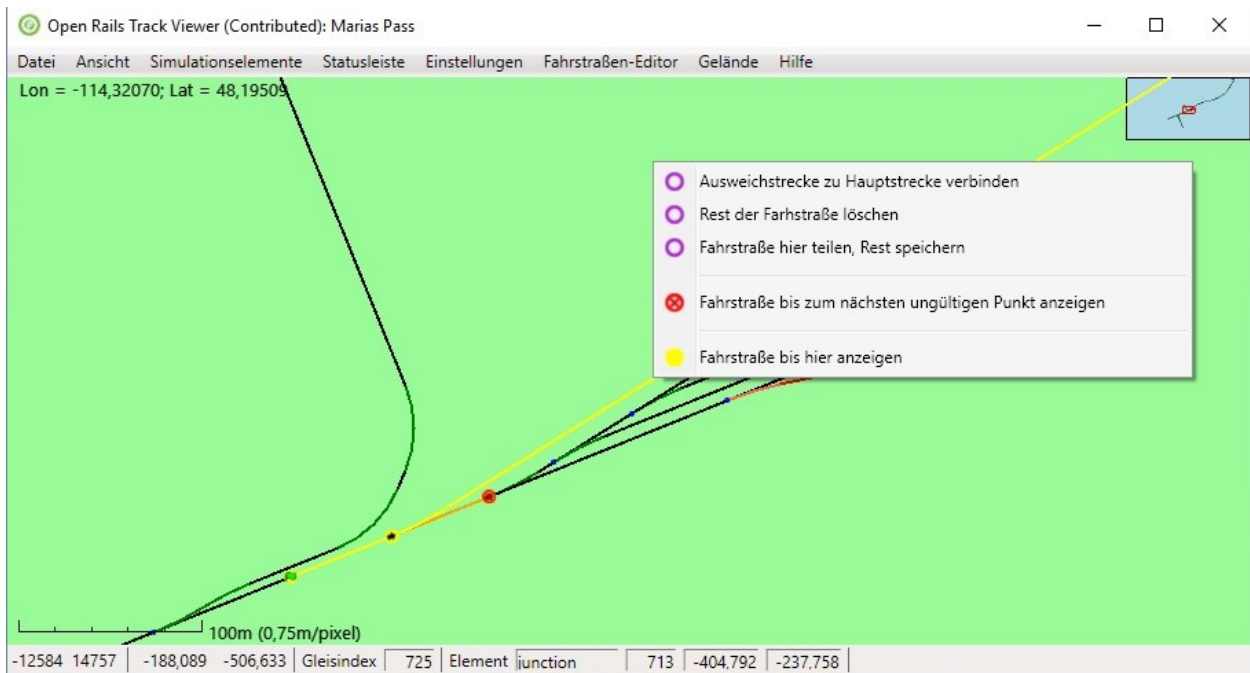 Open Rails Track Viewer (Contributed): Marias Pass
Datei Ansicht Simulationselemente Statusleiste Einstellungen Fahrstraßen-Editor Gelände Hilfe
Lon = -114,32070; Lat = 48,19509
Ausweichstrecke zu Hauptstrecke verbinden
Rest der Farhstraße löschen
Fahrstraße hier teilen, Rest speichern
Fahrstraße bis zum nächsten ungültigen Punkt anzeigen
Fahrstraße bis hier anzeigen
100m (0,75m/pixel)
-12584 14757 -188,089 -506,633 Gleisindex 725 Element junction 713 -404,792 -237,758